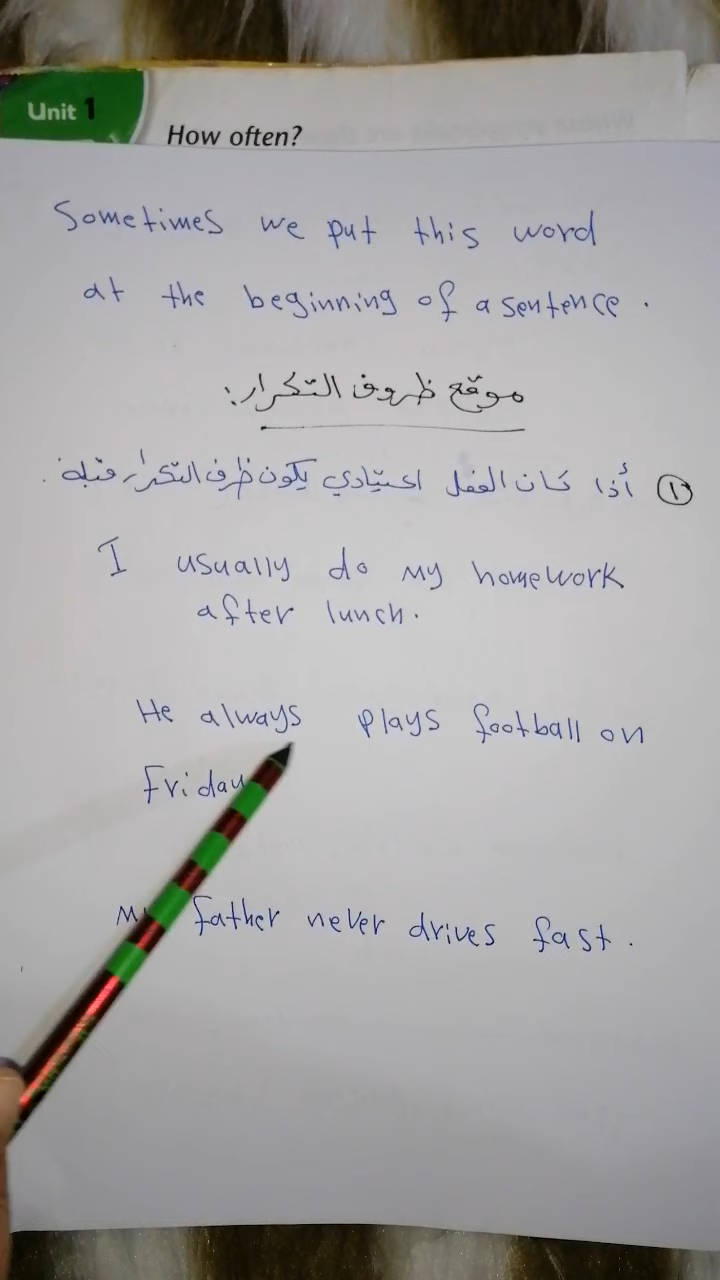 Unit 1
How often?
Sometimes we put this word
at the beginning of a sentence.
موقع ظروف التكرار:
١ أذا كان الفعل اعتيادي يكون ظرف التكرار قبله.
I usually do my homework
after lunch.
He always plays football on
Friday
My father never drives fast.